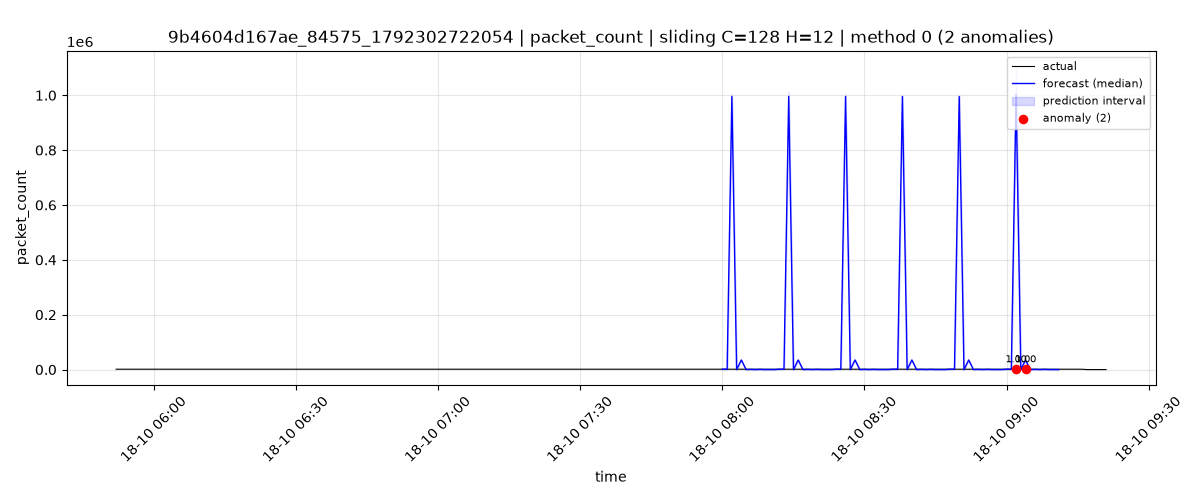 9b4604d167ae_84575_1792302722054 | packet_count | sliding C=128 H=12 | method 0 (2 anomalies)
1e6
actual
forecast (median)
prediction interval
anomaly (2)
packet_count
1.0
0.8
0.6
0.4
0.2
0.0
18-10 06:00
18-10 06:30
18-10 07:00
18-10 07:30
18-10 08:00
18-10 08:30
18-10 09:00
18-10 09:30
time